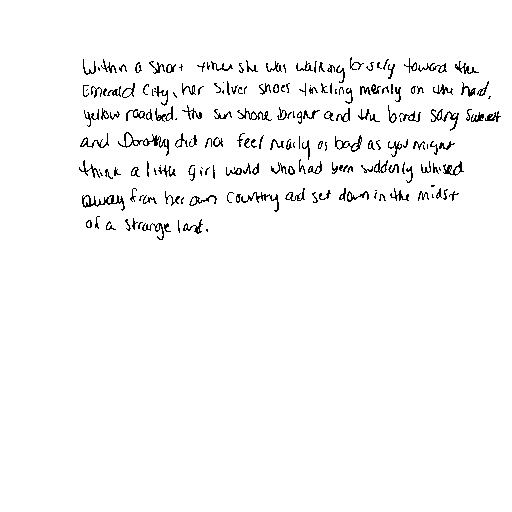 Within a short time she was walking briskly toward the
Emerald City, her Silver Shoes tinkling merrily on the hard,
yellow roadbed. The sun shone bright and the birds sang sweet
and Dorothy did not feel nearly as bad as you might
think a little girl would who had been suddenly whisked
away from her own country and set down in the midst
of a strange land.